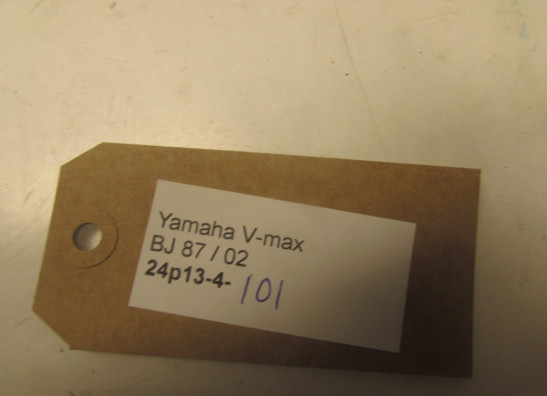 Yamaha V-max
BJ 87 / 02
24p13-4- 101